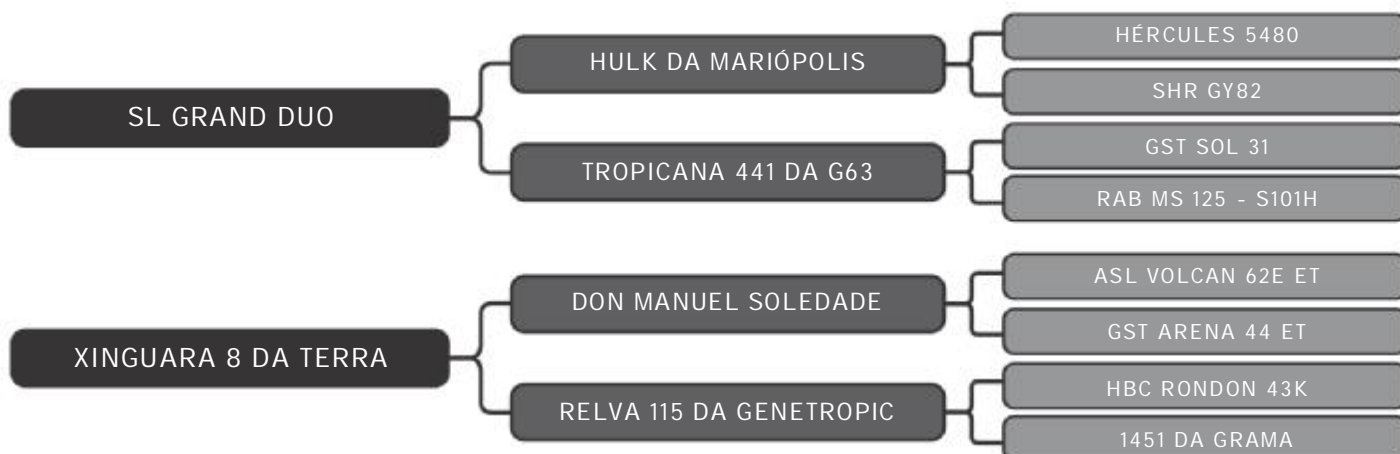 SL GRAND DUO
HULK DA MARIÓPOLIS
HÉRCULES 5480
SHR GY82
TROPICANA 441 DA G63
GST SOL 31
RAB MS 125 - S101H
XINGUARA 8 DA TERRA
DON MANUEL SOLEDADE
ASL VOLCAN 62E ET
GST ARENA 44 ET
RELVA 115 DA GENETROPIC
HBC RONDON 43K
1451 DA GRAMA